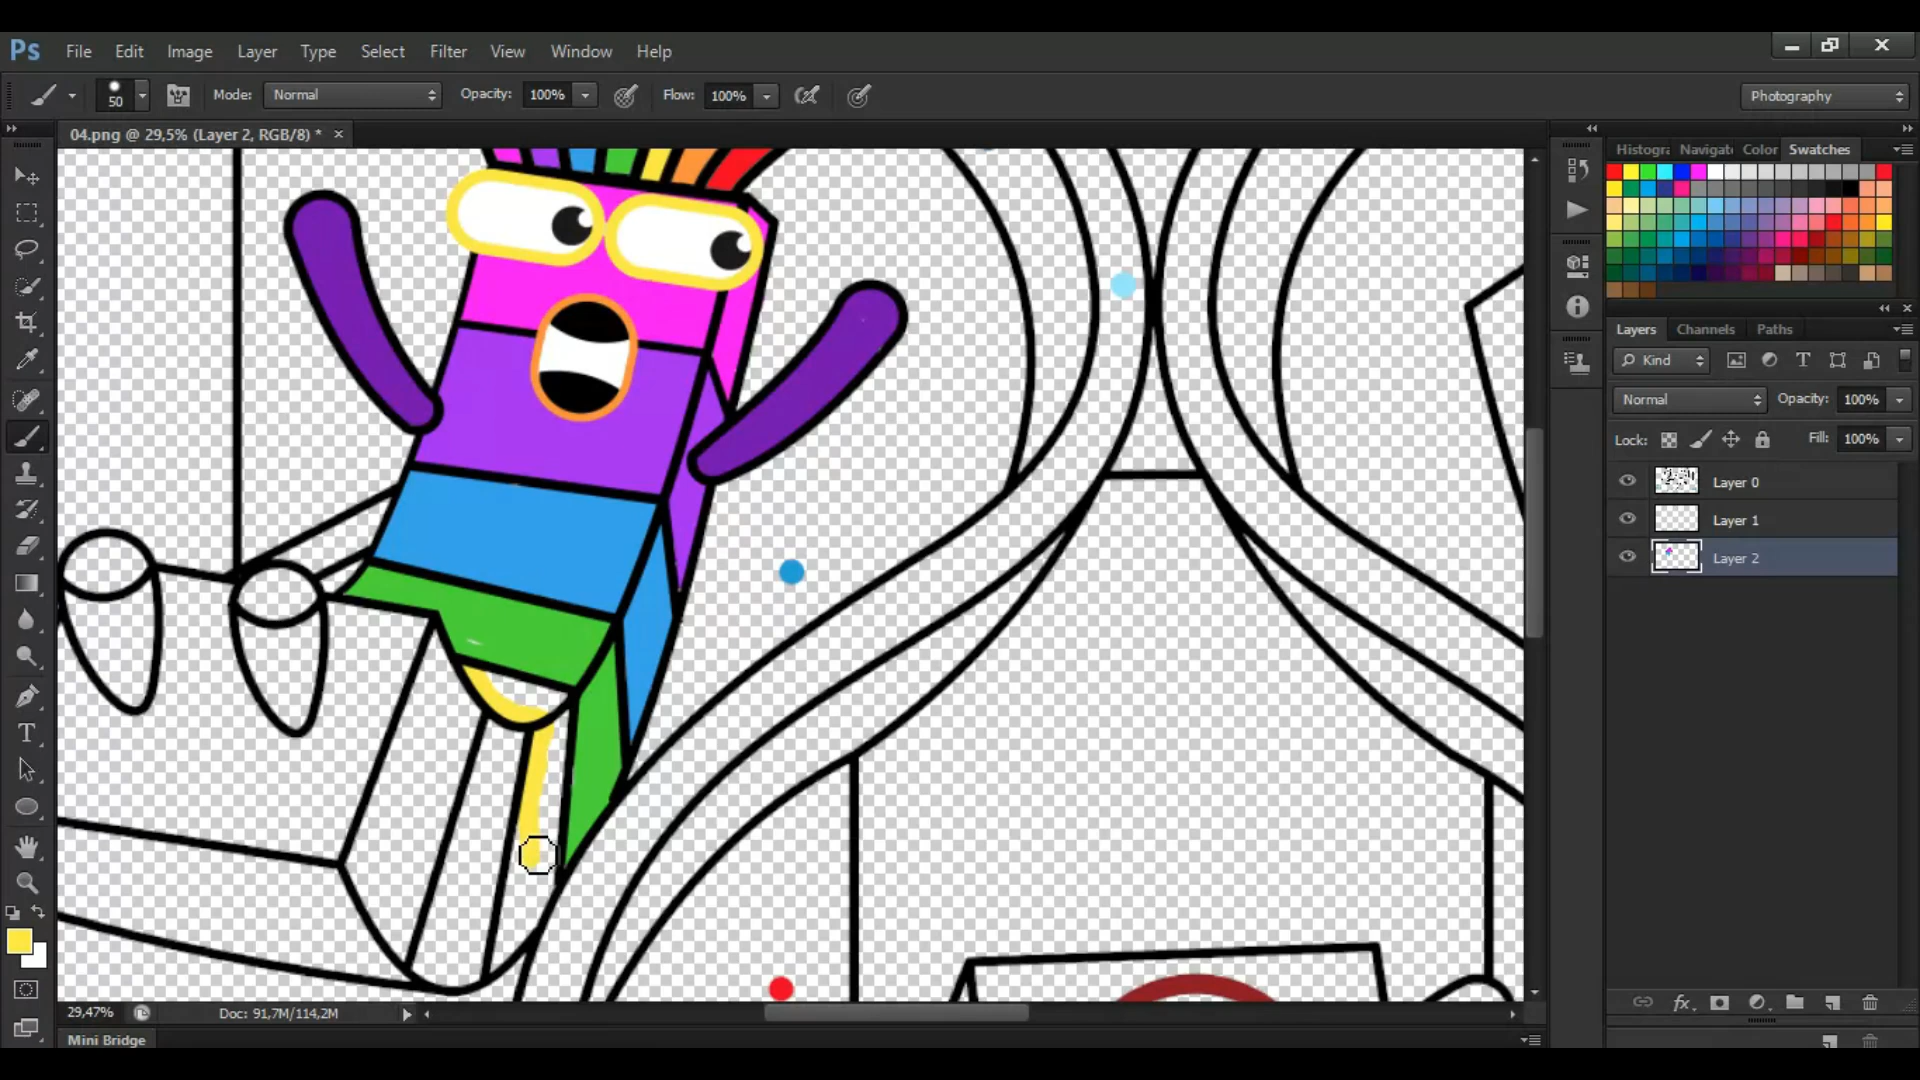 Ps File Edit Image Layer Type Select Filter View Window Help
50 Mode: Normal Opacity: 100% Flow: 100% Photography
04.png @ 29,5% (Layer 2, RGB/8) * ×
Histogra Navigat Color Swatches
Layers Channels Paths
Kind
Normal Opacity: 100%
Lock: Fill: 100%
Layer 0
Layer 1
Layer 2
29,47% Doc: 91,7M/114,2M
Mini Bridge